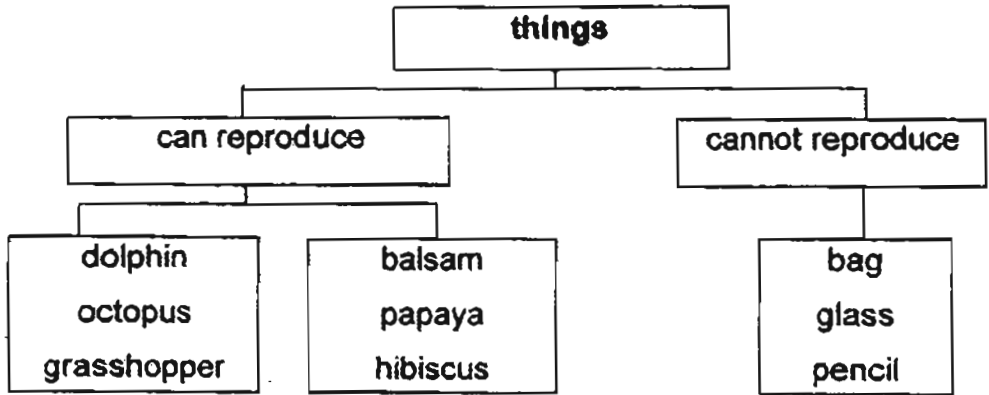 things
can reproduce
cannot reproduce
dolphin
octopus
grasshopper
balsam
papaya
hibiscus
bag
glass
pencil